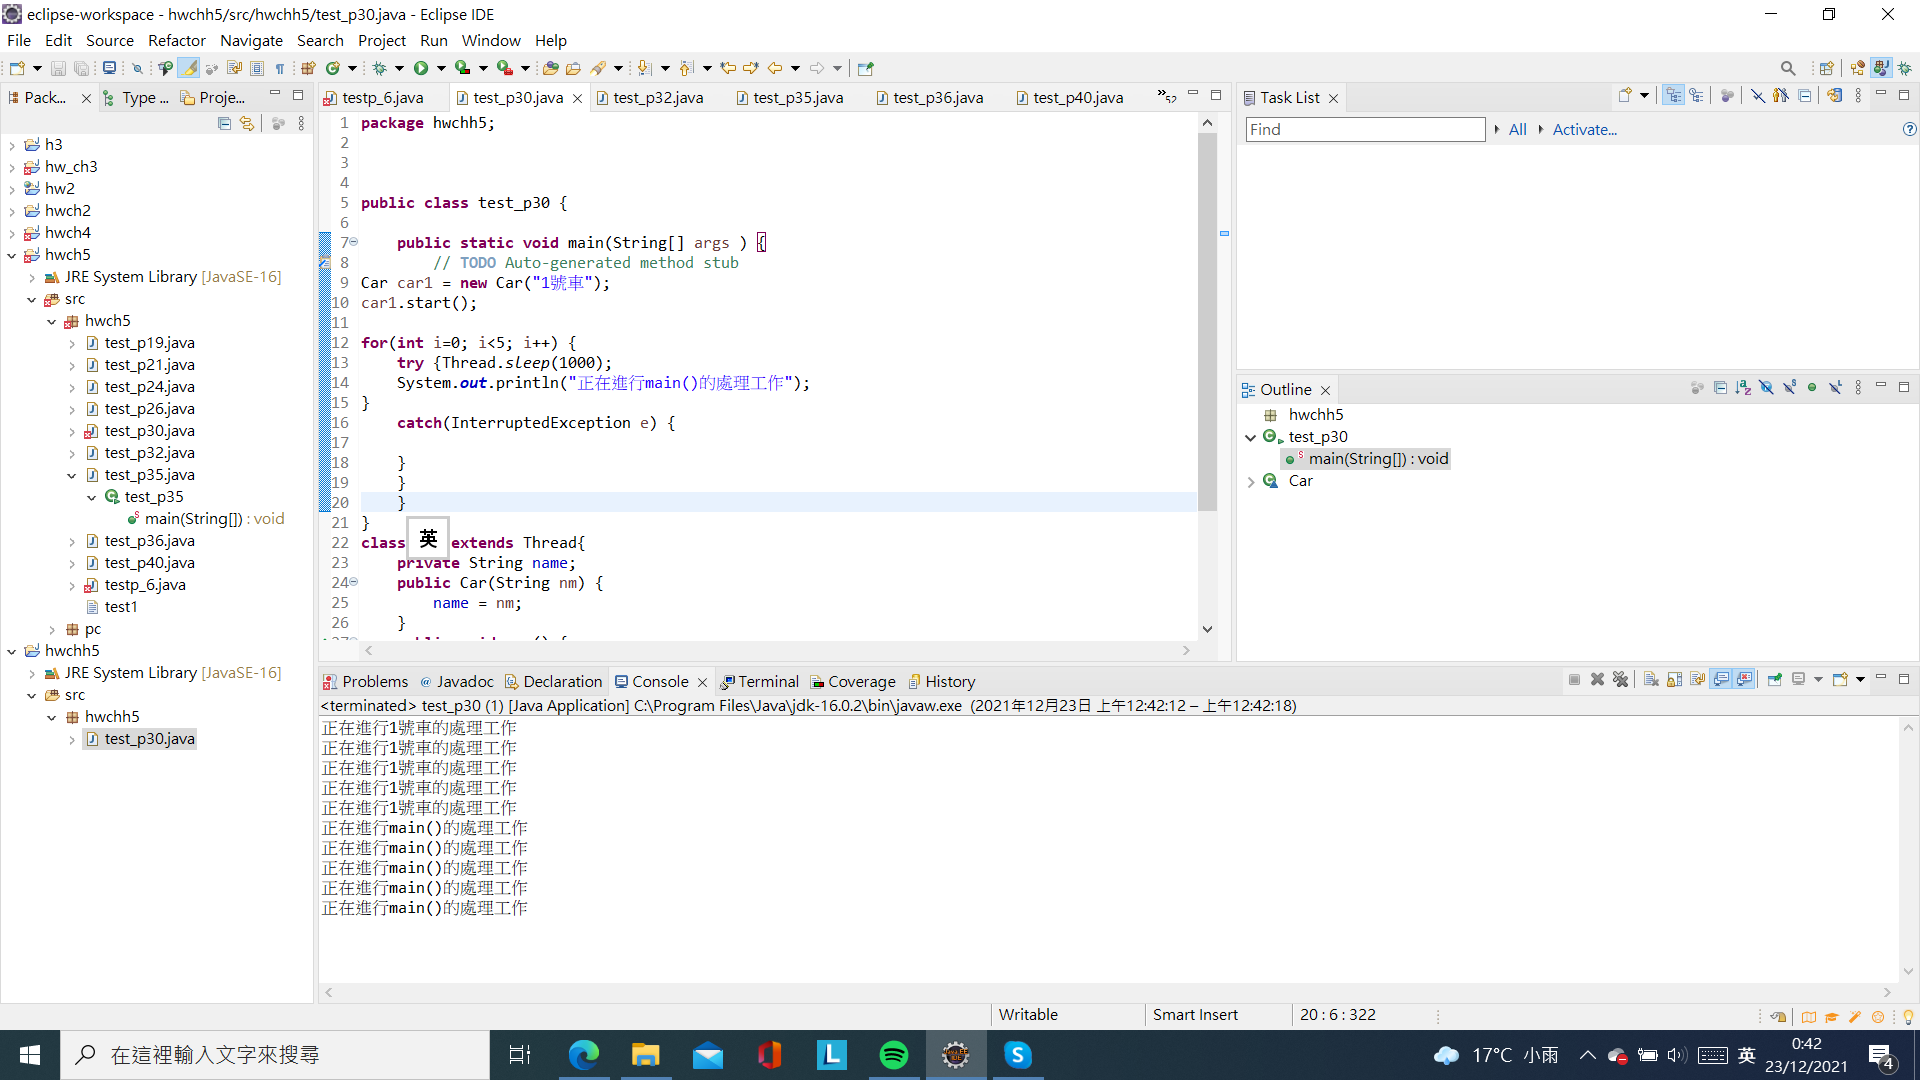 eclipse-workspace - hwchh5/src/hwchh5/test_p30.java - Eclipse IDE
File Edit Source Refactor Navigate Search Project Run Window Help
Pack... Type ... Proje...
h3
hw_ch3
hw2
hwch2
hwch4
hwch5
JRE System Library [JavaSE-16]
src
hwch5
test_p19.java
test_p21.java
test_p24.java
test_p26.java
test_p30.java
test_p32.java
test_p35.java
test_p35
main(String[]) : void
test_p36.java
test_p40.java
testp_6.java
test1
pc
hwchh5
JRE System Library [JavaSE-16]
src
hwchh5
test_p30.java
testp_6.java test_p30.java test_p32.java test_p35.java test_p36.java test_p40.java »52
1 package hwchh5;
2
3
4
5 public class test_p30 {
6
7 public static void main(String[] args ) {
8 // TODO Auto-generated method stub
9 Car car1 = new Car("1號車");
10 car1.start();
11
12 for(int i=0; i<5; i++) {
13 try {Thread.sleep(1000);
14 System.out.println("正在進行main()的處理工作");
15 }
16 catch(InterruptedException e) {
17
18 }
19 }
20 }
21 }
英
22 class extends Thread{
23 private String name;
24 public Car(String nm) {
25 name = nm;
26 }
Task List
Find All Activate...
Outline
hwchh5
test_p30
main(String[]) : void
Car
Problems Javadoc Declaration Console Terminal Coverage History
<terminated> test_p30 (1) [Java Application] C:\Program Files\Java\jdk-16.0.2\bin\javaw.exe (2021年12月23日 上午12:42:12 – 上午12:42:18)
正在進行1號車的處理工作
正在進行1號車的處理工作
正在進行1號車的處理工作
正在進行1號車的處理工作
正在進行1號車的處理工作
正在進行main()的處理工作
正在進行main()的處理工作
正在進行main()的處理工作
正在進行main()的處理工作
正在進行main()的處理工作
Writable Smart Insert 20 : 6 : 322
在這裡輸入文字來搜尋
17°C 小雨
英
0:42
23/12/2021
4